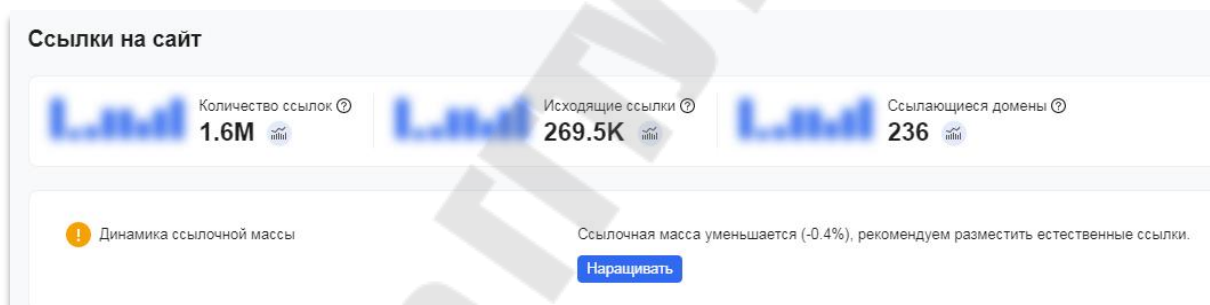 Ссылки на сайт
Количество ссылок
1.6M
Исходящие ссылки
269.5K
Ссылающиеся домены
236
Динамика ссылочной массы
Ссылочная масса уменьшается (-0.4%), рекомендуем разместить естественные ссылки.
Наращивать